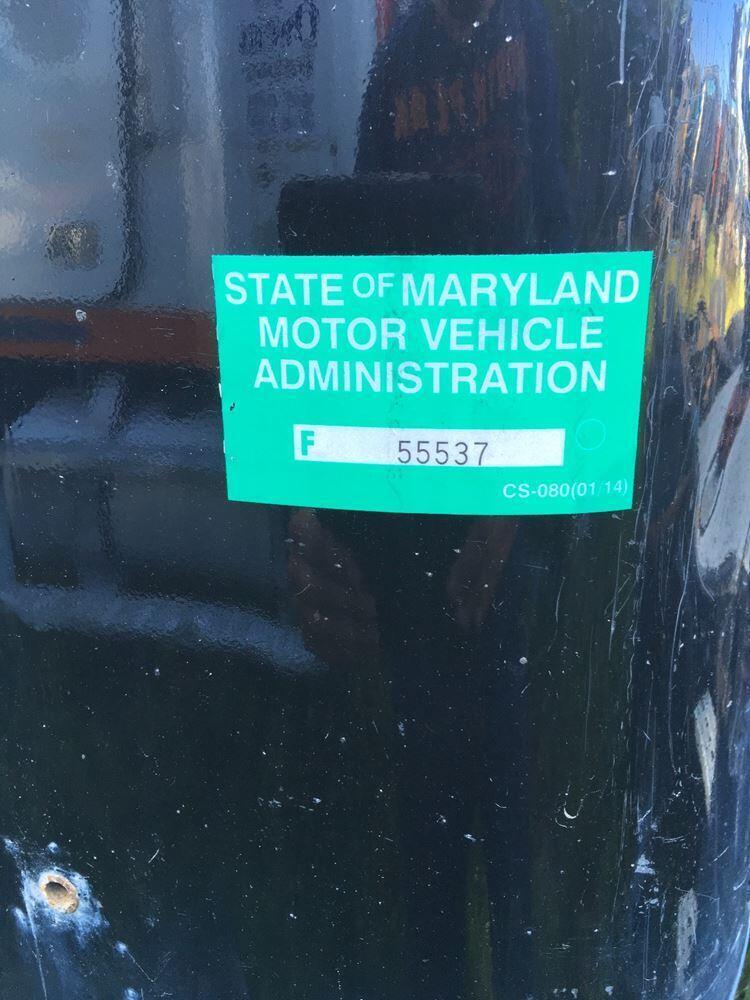 STATE OF MARYLAND
MOTOR VEHICLE
ADMINISTRATION
F 55537
CS-080(01/14)